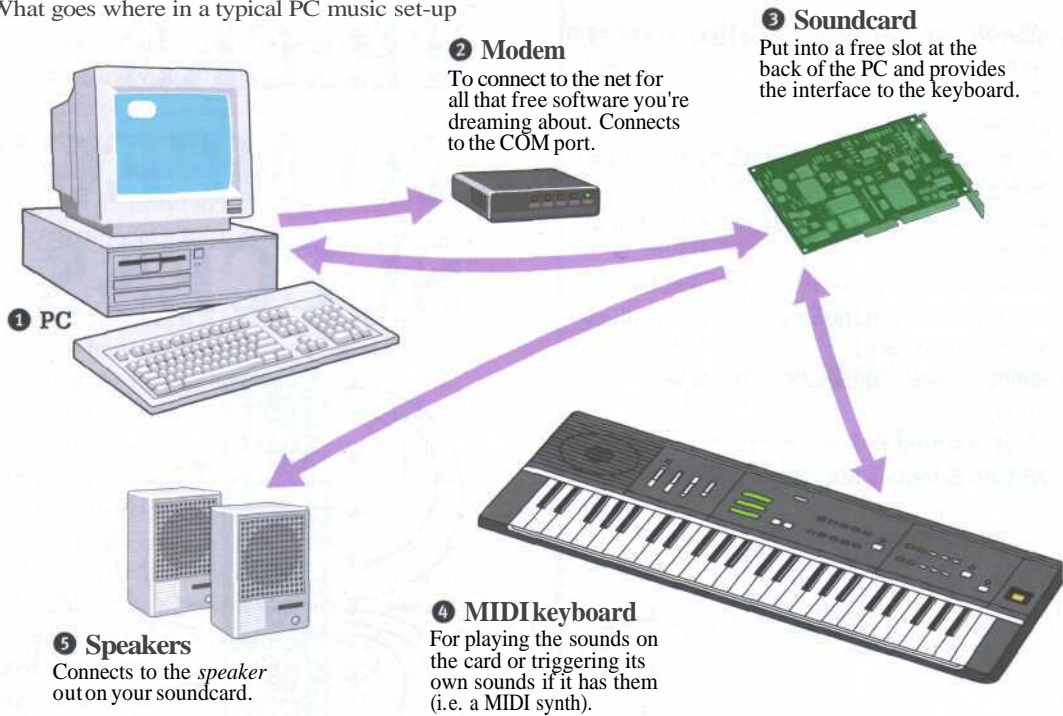 What goes where in a typical PC music set-up
❷ Modem
To connect to the net for
all that free software you're
dreaming about. Connects
to the COM port.
❸ Soundcard
Put into a free slot at the
back of the PC and provides
the interface to the keyboard.
❶ PC
❺ Speakers
Connects to the speaker
out on your soundcard.
❹ MIDI keyboard
For playing the sounds on
the card or triggering its
own sounds if it has them
(i.e. a MIDI synth).